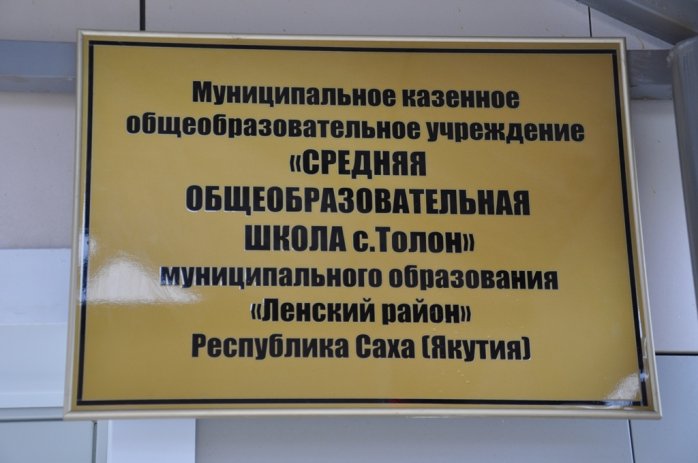 Муниципальное казенное
общеобразовательное учреждение
«СРЕДНЯЯ
ОБЩЕОБРАЗОВАТЕЛЬНАЯ
ШКОЛА с.Толон»
муниципального образования
«Ленский район»
Республика Саха (Якутия)